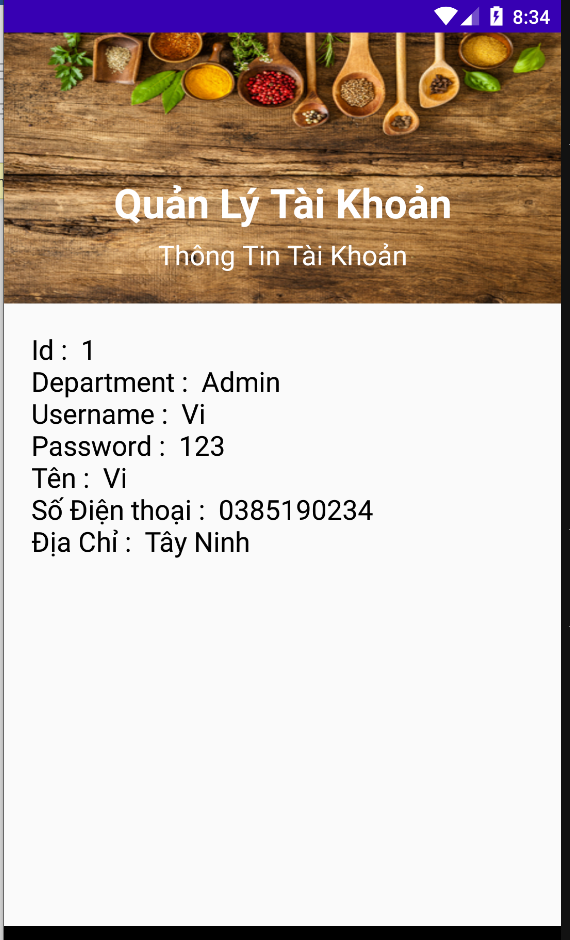 8:34
Quản Lý Tài Khoản
Thông Tin Tài Khoản
Id :  1
Department :  Admin
Username :  Vi
Password :  123
Tên :  Vi
Số Điện thoại :  0385190234
Địa Chỉ :  Tây Ninh